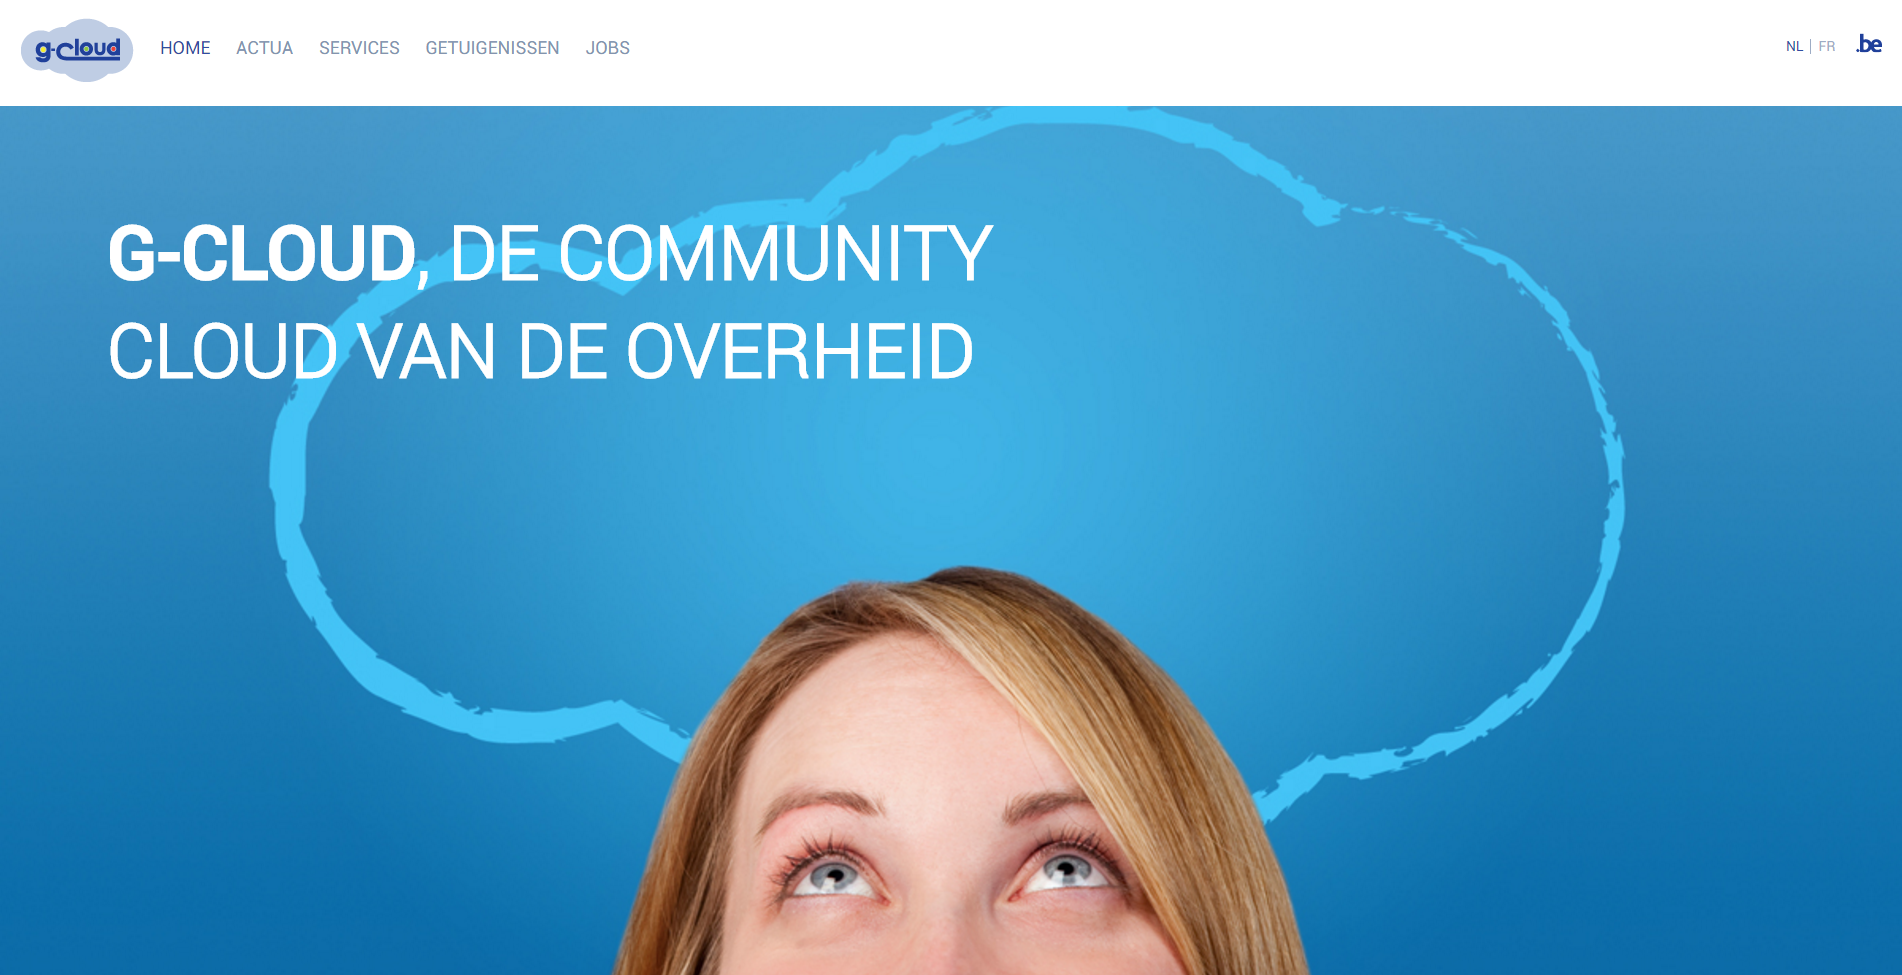 g-cloud
HOME ACTUA SERVICES GETUIGENISSEN JOBS
NL | FR .be
G-CLOUD, DE COMMUNITY
CLOUD VAN DE OVERHEID